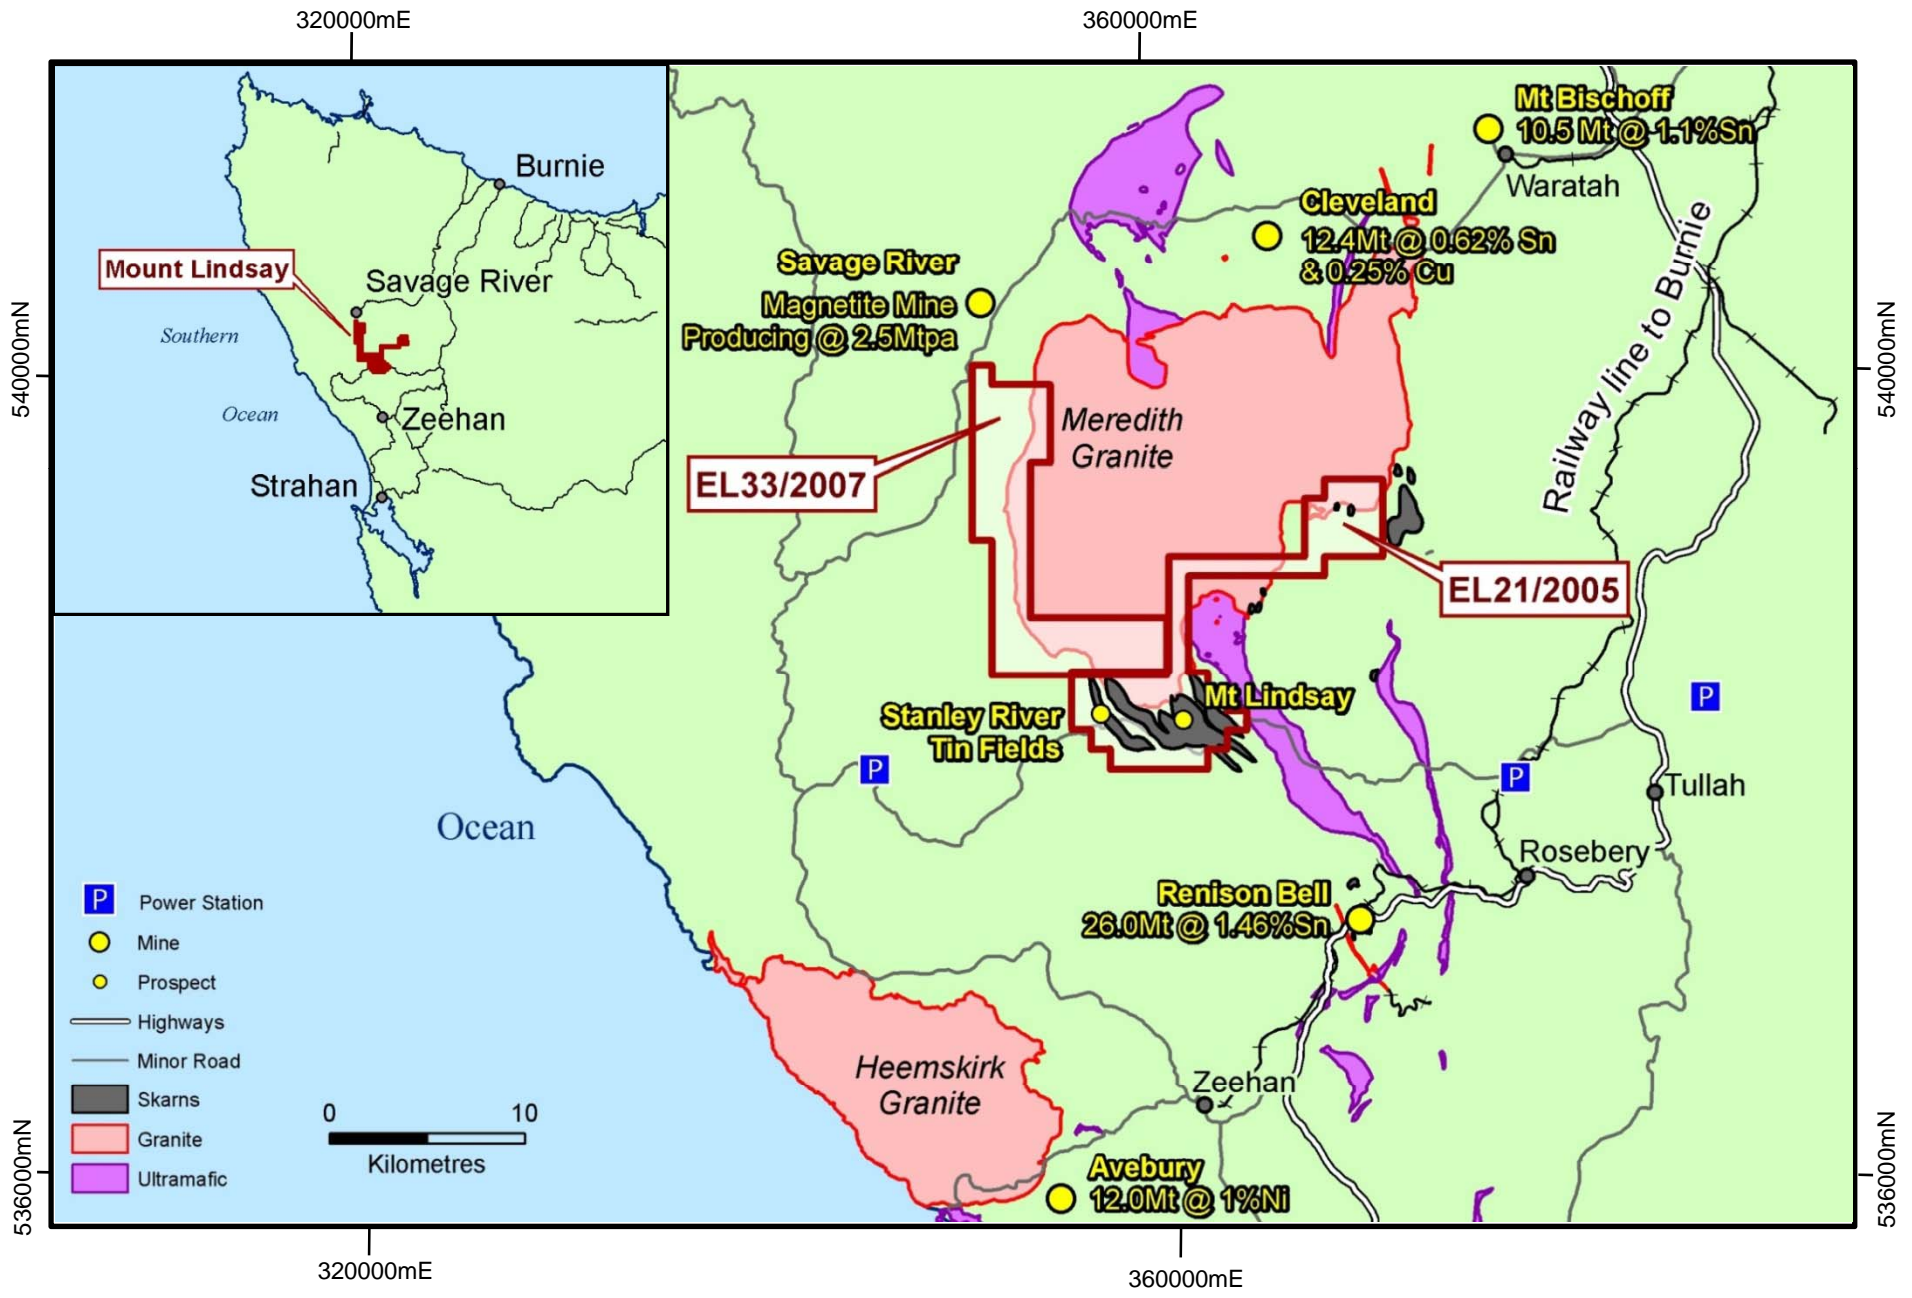 320000mE
360000mE
Burnie
Mount Lindsay
Savage River
Southern
Ocean
Zeehan
Strahan
Mt Bischoff
10.5 Mt @ 1.1%Sn
Waratah
Cleveland
12.4Mt @ 0.62% Sn
& 0.25% Cu
Savage River
Magnetite Mine
Producing @ 2.5Mtpa
Railway line to Burnie
5400000mN
5400000mN
Meredith
Granite
EL33/2007
EL21/2005
Mt Lindsay
Stanley River
Tin Fields
P
P
P
Tullah
Ocean
Rosebery
Renison Bell
26.0Mt @ 1.46%Sn
Heemskirk
Granite
Zeehan
Avebury
12.0Mt @ 1%Ni
P
Power Station
Mine
Prospect
Highways
Minor Road
Skarns
Granite
Ultramafic
0
10
Kilometres
5360000mN
5360000mN
320000mE
360000mE